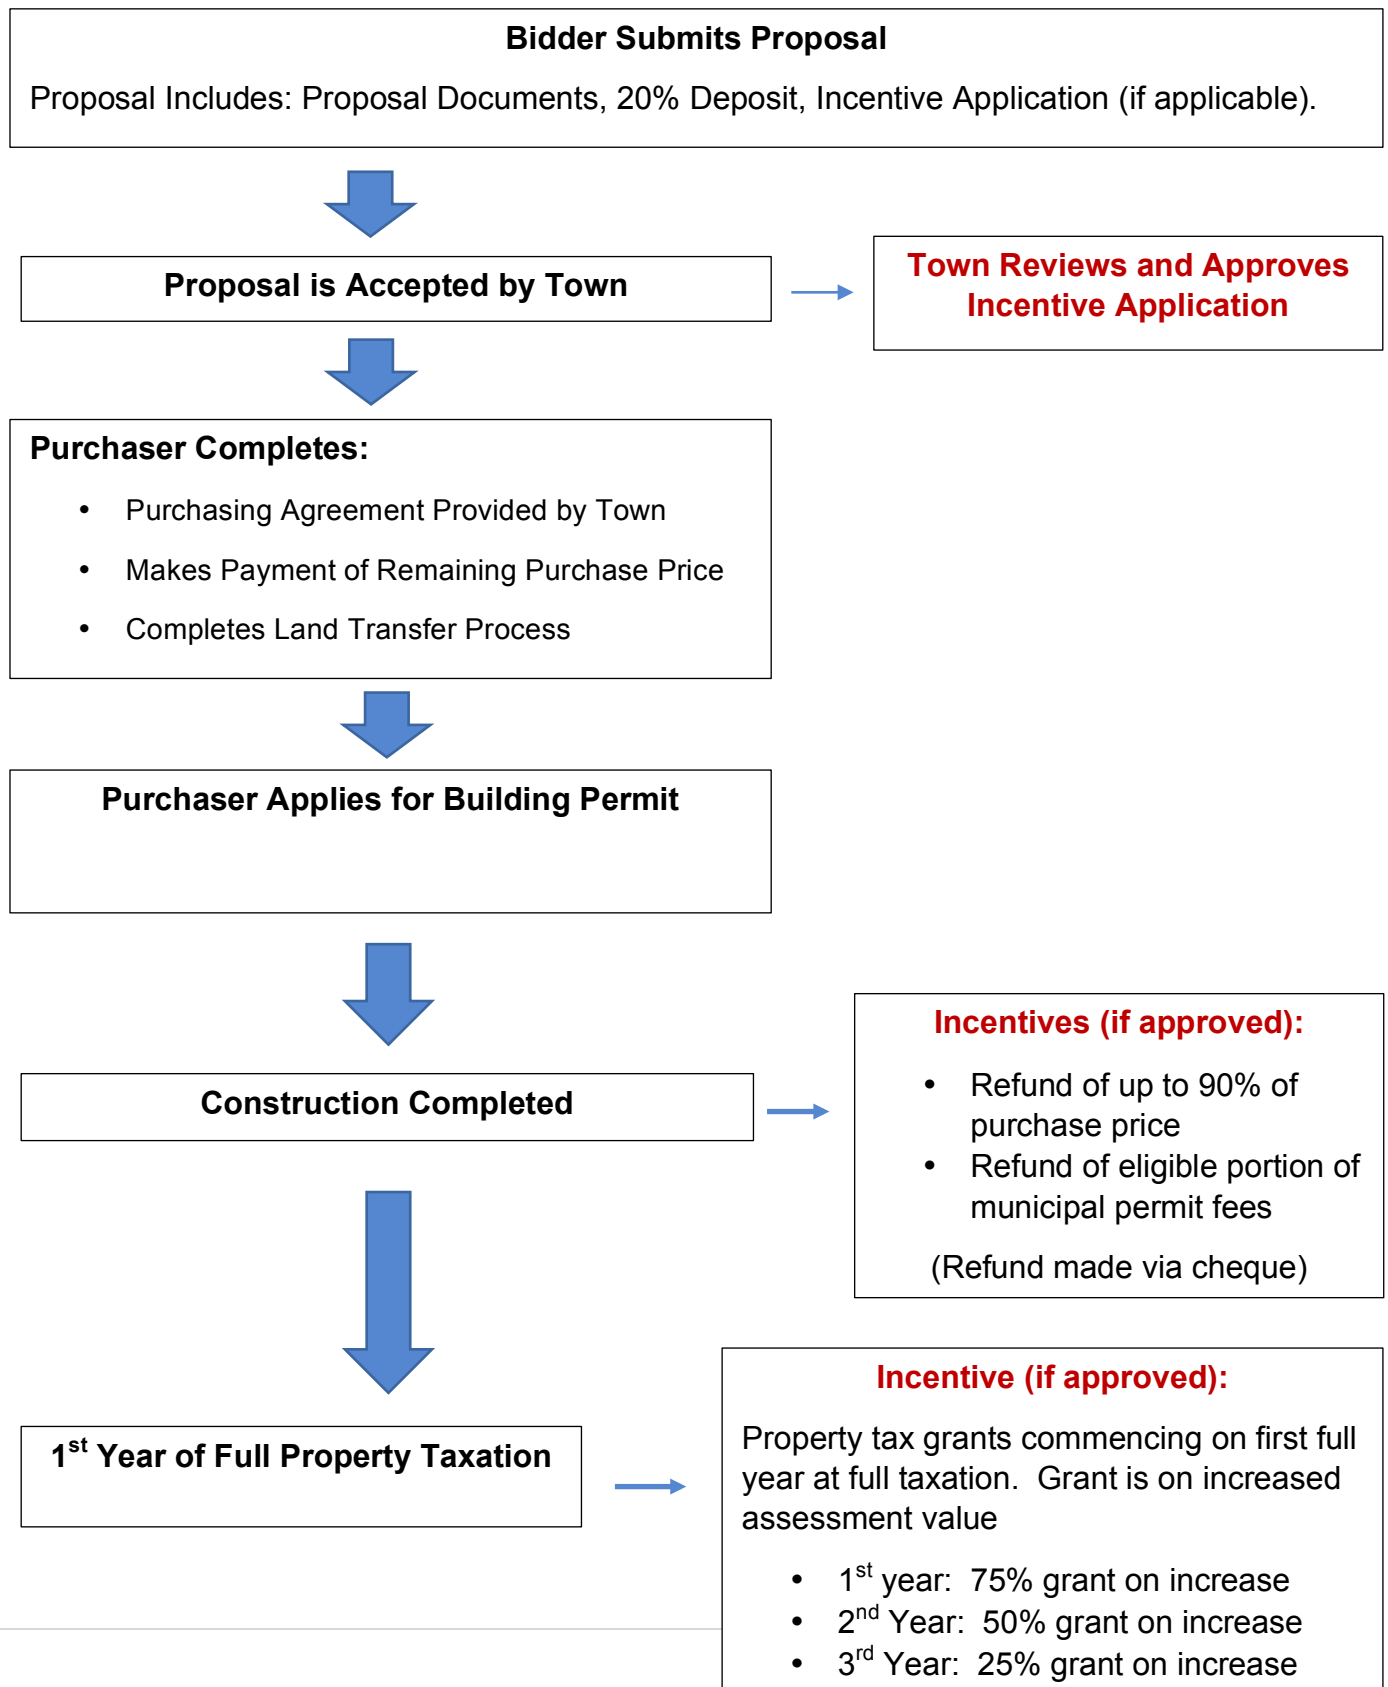 Bidder Submits Proposal
Proposal Includes: Proposal Documents, 20% Deposit, Incentive Application (if applicable).
Proposal is Accepted by Town
Town Reviews and Approves
Incentive Application
Purchaser Completes:
• Purchasing Agreement Provided by Town
• Makes Payment of Remaining Purchase Price
• Completes Land Transfer Process
Purchaser Applies for Building Permit
Construction Completed
Incentives (if approved):
• Refund of up to 90% of
purchase price
• Refund of eligible portion of
municipal permit fees
(Refund made via cheque)
1st Year of Full Property Taxation
Incentive (if approved):
Property tax grants commencing on first full
year at full taxation.  Grant is on increased
assessment value
• 1st year:  75% grant on increase
• 2nd Year:  50% grant on increase
• 3rd Year:  25% grant on increase